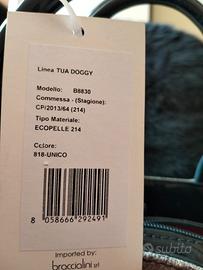 Linea TUA DOGGY
Modello: B8830
Commessa - (Stagione):
CP/2013/64 (214)
Tipo Materiale:
ECOPELLE 214
Colore:
818-UNICO
8 058666 292491
Imported by:
braccialini srl
subito